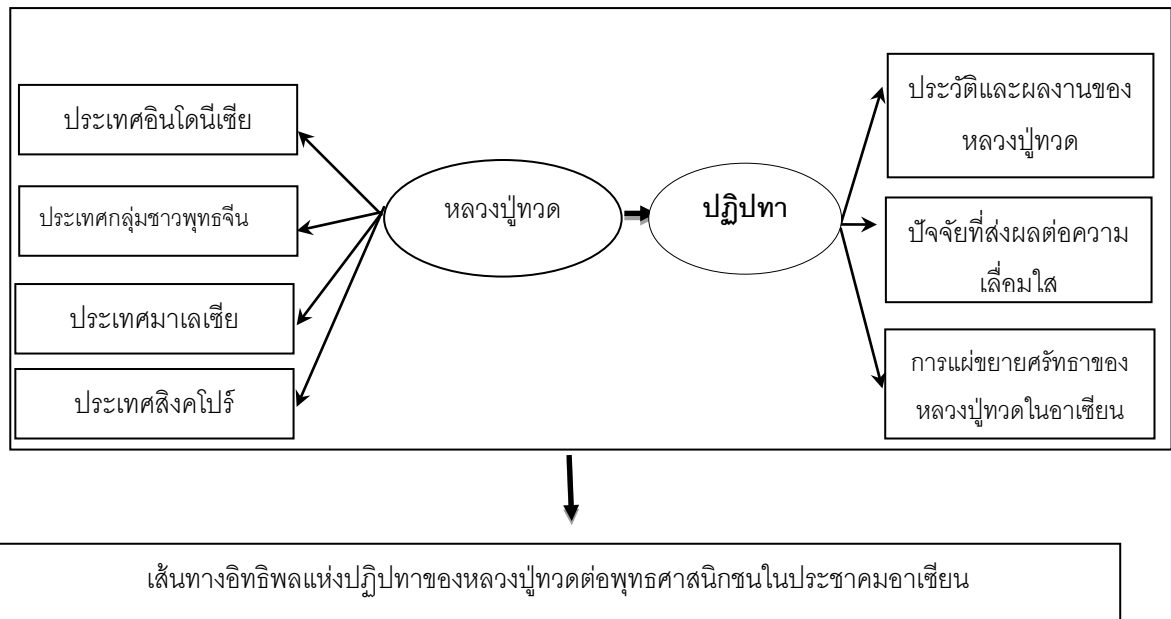 ประเทศอินโดนีเซีย
ประเทศกลุ่มชาวพุทธจีน
ประเทศมาเลเซีย
ประเทศสิงคโปร์
หลวงปู่ทวด
ปฏิปทา
ประวัติและผลงานของ
หลวงปู่ทวด
ปัจจัยที่ส่งผลต่อความ
เลื่อมใส
การแผ่ขยายศรัทธาของ
หลวงปู่ทวดในอาเซียน
เส้นทางอิทธิพลแห่งปฏิปทาของหลวงปู่ทวดต่อพุทธศาสนิกชนในประชาคมอาเซียน